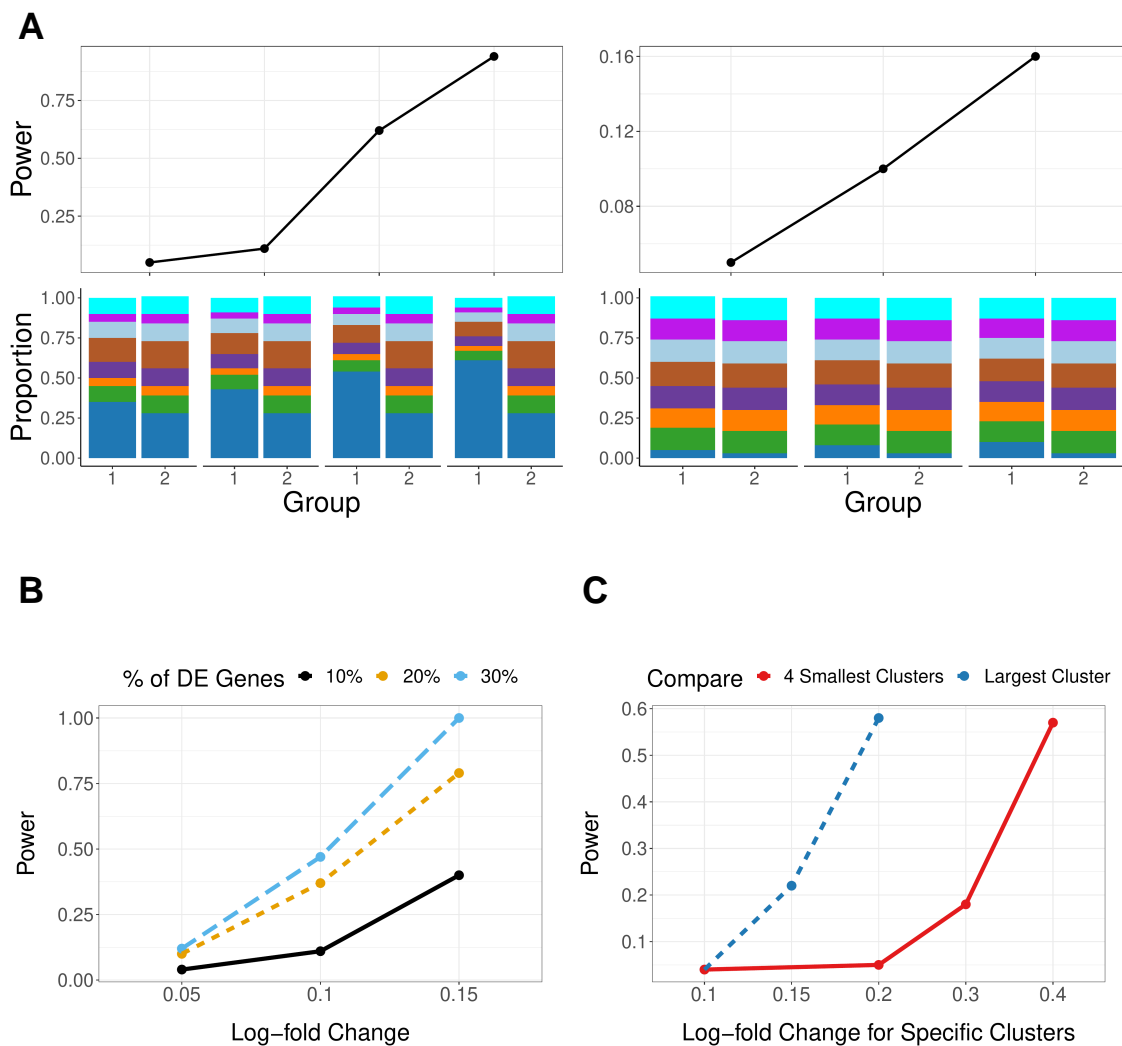 A
Power
0.75
0.50
0.25
0.16
0.12
0.08
Proportion
1.00
0.75
0.50
0.25
0.00
1 2 1 2 1 2 1 2
Group
1.00
0.75
0.50
0.25
0.00
1 2 1 2 1 2
Group
B
% of DE Genes 10% 20% 30%
Power
1.00
0.75
0.50
0.25
0.00
0.05 0.1 0.15
Log−fold Change
C
Compare 4 Smallest Clusters Largest Cluster
Power
0.6
0.5
0.4
0.3
0.2
0.1
0.1 0.15 0.2 0.3 0.4
Log−fold Change for Specific Clusters